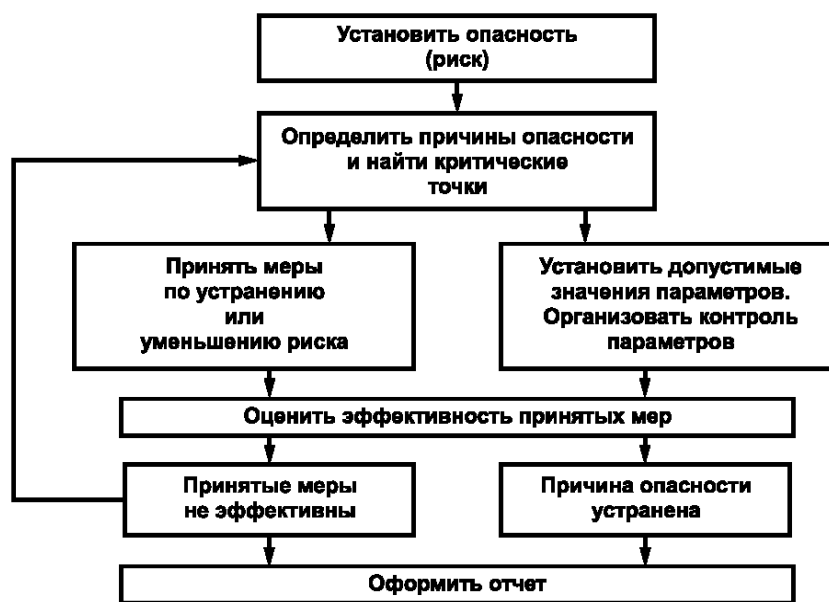 Установить опасность
(риск)
Определить причины опасности
и найти критические
точки
Принять меры
по устранению
или
уменьшению риска
Установить допустимые
значения параметров.
Организовать контроль
параметров
Оценить эффективность принятых мер
Принятые меры
не эффективны
Причина опасности
устранена
Оформить отчет